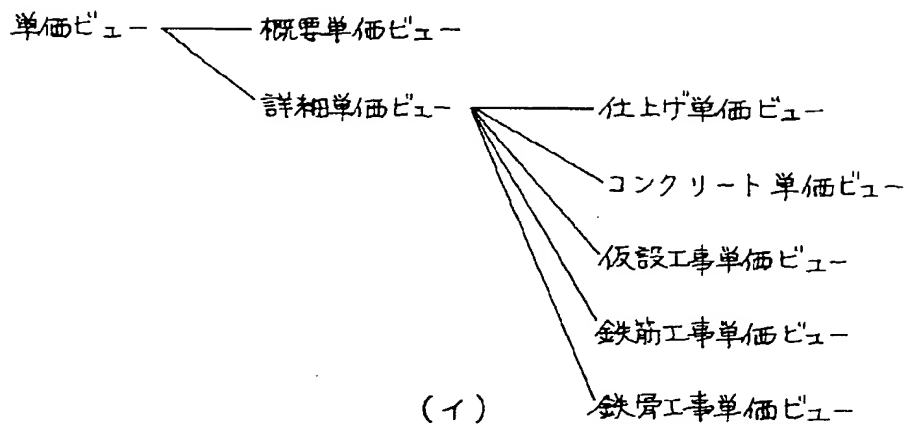 単価ビュー 概要単価ビュー
詳細単価ビュー 仕上げ単価ビュー
コンクリート単価ビュー
仮設工事単価ビュー
鉄筋工事単価ビュー
(イ) 鉄骨工事単価ビュー